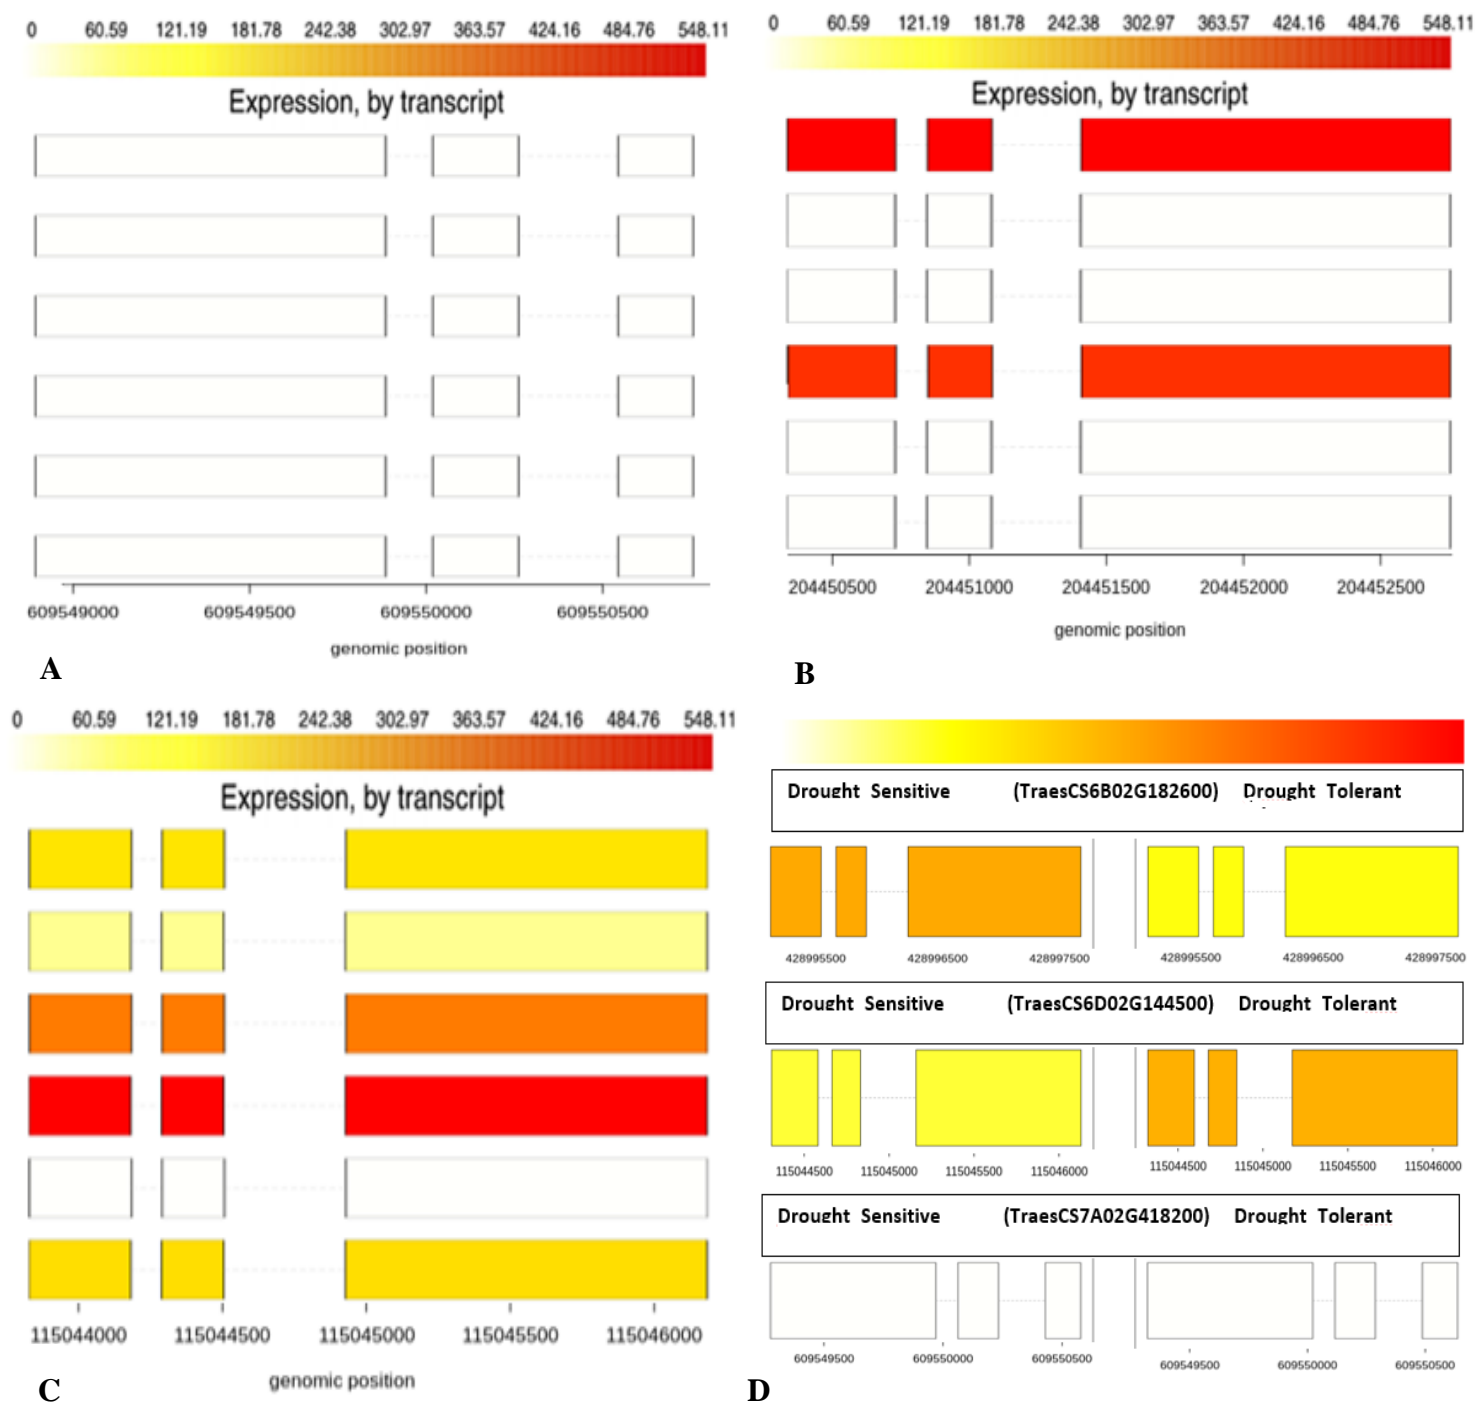 0 60.59 121.19 181.78 242.38 302.97 363.57 424.16 484.76 548.11
Expression, by transcript
609549000 609549500 609550000 609550500
genomic position
A
0 60.59 121.19 181.78 242.38 302.97 363.57 424.16 484.76 548.11
Expression, by transcript
204450500 204451000 204451500 204452000 204452500
genomic position
B
0 60.59 121.19 181.78 242.38 302.97 363.57 424.16 484.76 548.11
Expression, by transcript
115044000 115044500 115045000 115045500 115046000
genomic position
C
Drought Sensitive (TraesCS6B02G182600) Drought Tolerant
428995500 428996500 428997500 428995500 428996500 428997500
Drought Sensitive (TraesCS6D02G144500) Drought Tolerant
115044500 115045000 115045500 115046000 115044500 115045000 115045500 115046000
Drought Sensitive (TraesCS7A02G418200) Drought Tolerant
609549500 609550000 609550500 609549500 609550000 609550500
D